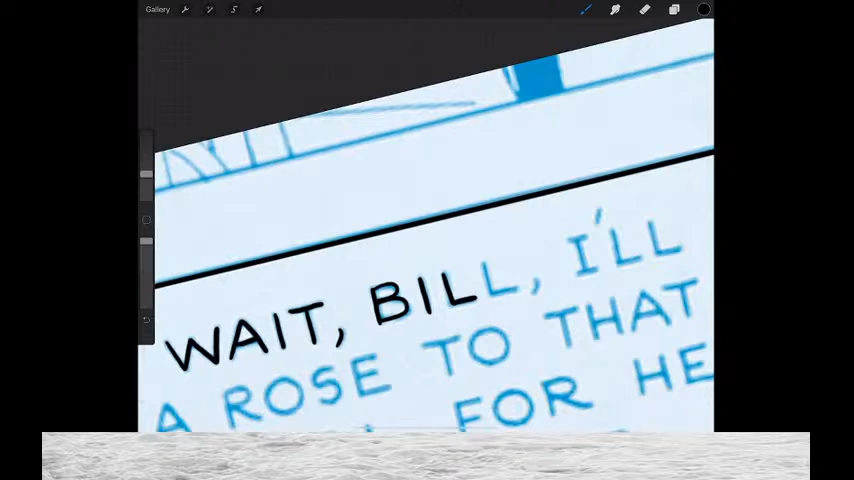 Gallery
WAIT, BILL, I'LL
A ROSE TO THAT
FOR HE